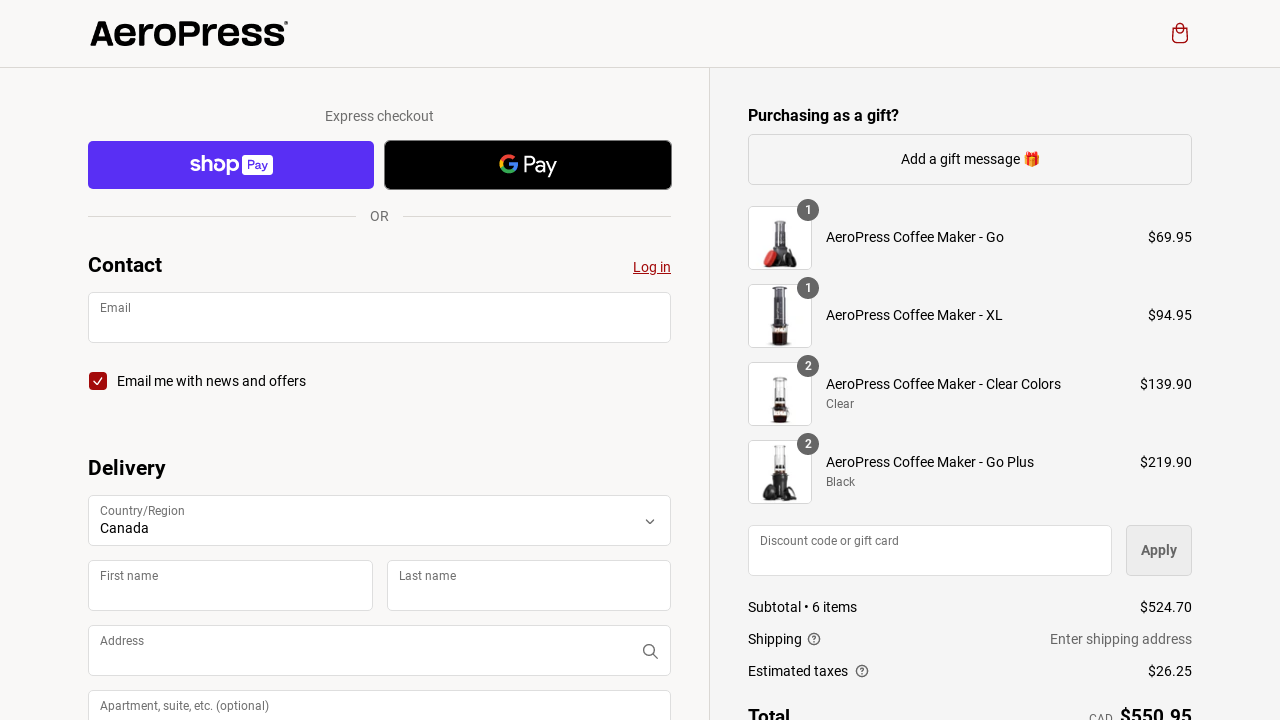 AeroPress®
Express checkout
shop Pay
G Pay
OR
Contact
Log in
Email
Email me with news and offers
Delivery
Country/Region
Canada
First name
Last name
Address
Apartment, suite, etc. (optional)
Purchasing as a gift?
Add a gift message 🎁
1
AeroPress Coffee Maker - Go
$69.95
1
AeroPress Coffee Maker - XL
$94.95
2
AeroPress Coffee Maker - Clear Colors
$139.90
Clear
2
AeroPress Coffee Maker - Go Plus
$219.90
Black
Discount code or gift card
Apply
Subtotal • 6 items
$524.70
Shipping
Enter shipping address
Estimated taxes
$26.25
Total
CAD $550.95